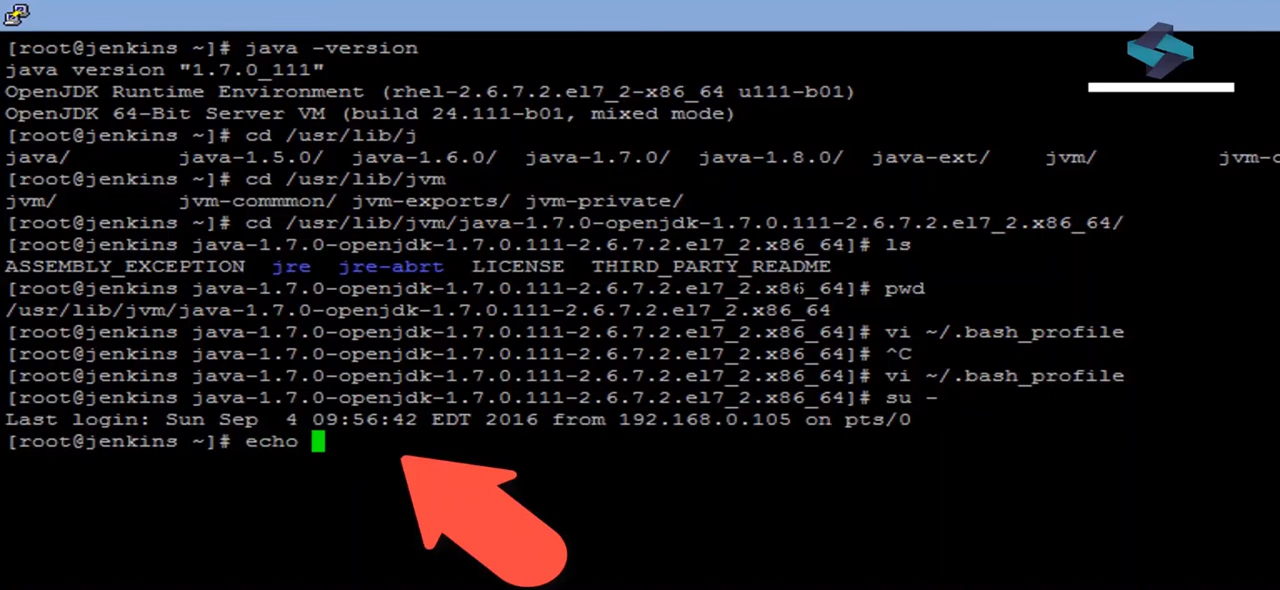 [root@jenkins ~]# java -version
java version "1.7.0_111"
OpenJDK Runtime Environment (rhel-2.6.7.2.el7_2-x86_64 u111-b01)
OpenJDK 64-Bit Server VM (build 24.111-b01, mixed mode)
[root@jenkins ~]# cd /usr/lib/j
java/ java-1.5.0/ java-1.6.0/ java-1.7.0/ java-1.8.0/ java-ext/ jvm/ jvm-c
[root@jenkins ~]# cd /usr/lib/jvm
jvm/ jvm-commmon/ jvm-exports/ jvm-private/
[root@jenkins ~]# cd /usr/lib/jvm/java-1.7.0-openjdk-1.7.0.111-2.6.7.2.el7_2.x86_64/
[root@jenkins java-1.7.0-openjdk-1.7.0.111-2.6.7.2.el7_2.x86_64]# ls
ASSEMBLY_EXCEPTION jre jre-abrt LICENSE THIRD_PARTY_README
[root@jenkins java-1.7.0-openjdk-1.7.0.111-2.6.7.2.el7_2.x86_64]# pwd
/usr/lib/jvm/java-1.7.0-openjdk-1.7.0.111-2.6.7.2.el7_2.x86_64
[root@jenkins java-1.7.0-openjdk-1.7.0.111-2.6.7.2.el7_2.x86_64]# vi ~/.bash_profile
[root@jenkins java-1.7.0-openjdk-1.7.0.111-2.6.7.2.el7_2.x86_64]# ^C
[root@jenkins java-1.7.0-openjdk-1.7.0.111-2.6.7.2.el7_2.x86_64]# vi ~/.bash_profile
[root@jenkins java-1.7.0-openjdk-1.7.0.111-2.6.7.2.el7_2.x86_64]# su -
Last login: Sun Sep  4 09:56:42 EDT 2016 from 192.168.0.105 on pts/0
[root@jenkins ~]# echo